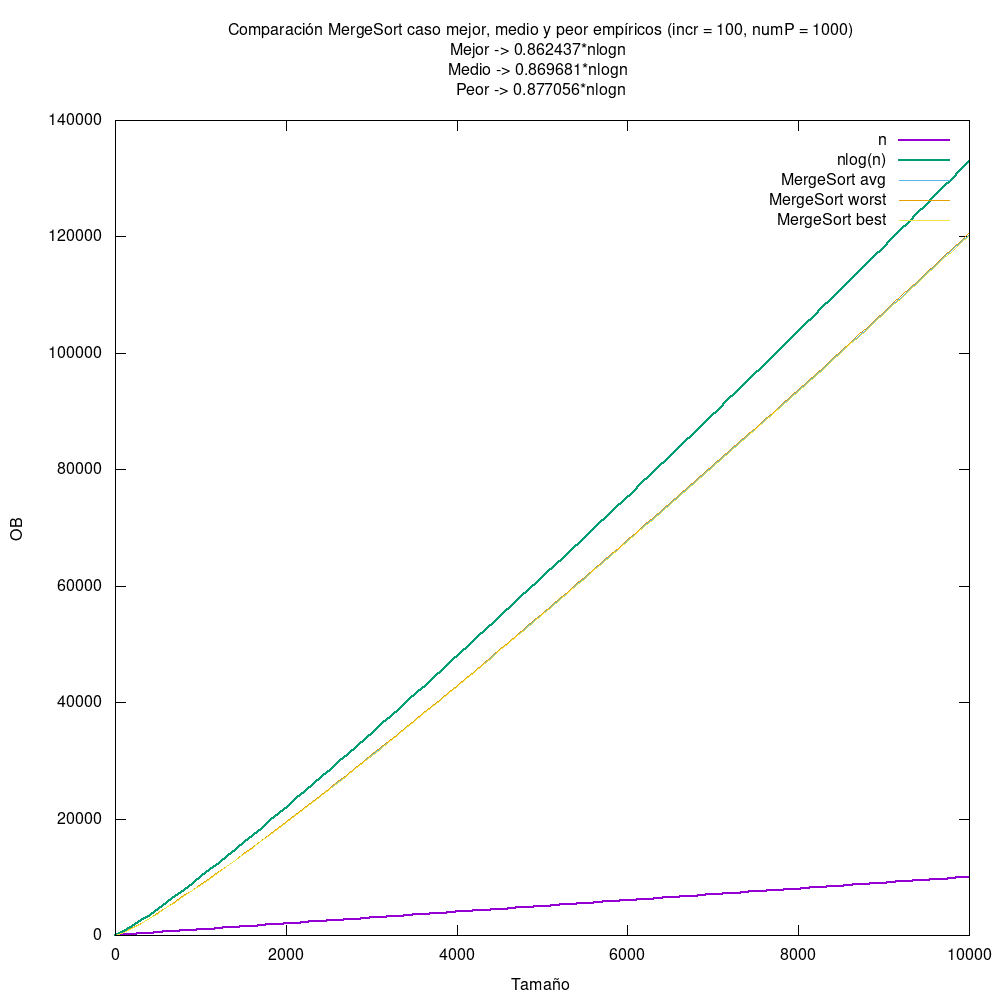 Comparación MergeSort caso mejor, medio y peor empíricos (incr = 100, numP = 1000)
Mejor -> 0.862437*nlogn
Medio -> 0.869681*nlogn
Peor -> 0.877056*nlogn
140000
120000
100000
80000
60000
40000
20000
0
n
nlog(n)
MergeSort avg
MergeSort worst
MergeSort best
OB
0 2000 4000 6000 8000 10000
Tamaño